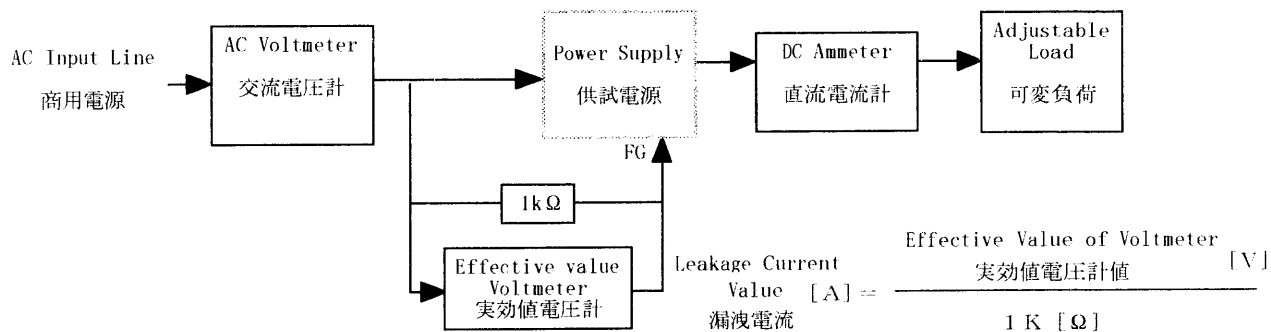 AC Input Line
商用電源
AC Voltmeter
交流電圧計
Power Supply
供試電源
DC Ammeter
直流電流計
Adjustable
Load
可変負荷
FG
1kΩ
Effective value
Voltmeter
実効値電圧計
Leakage Current
Value [A] =
漏洩電流
Effective Value of Voltmeter [V]
実効値電圧計値
1K [Ω]